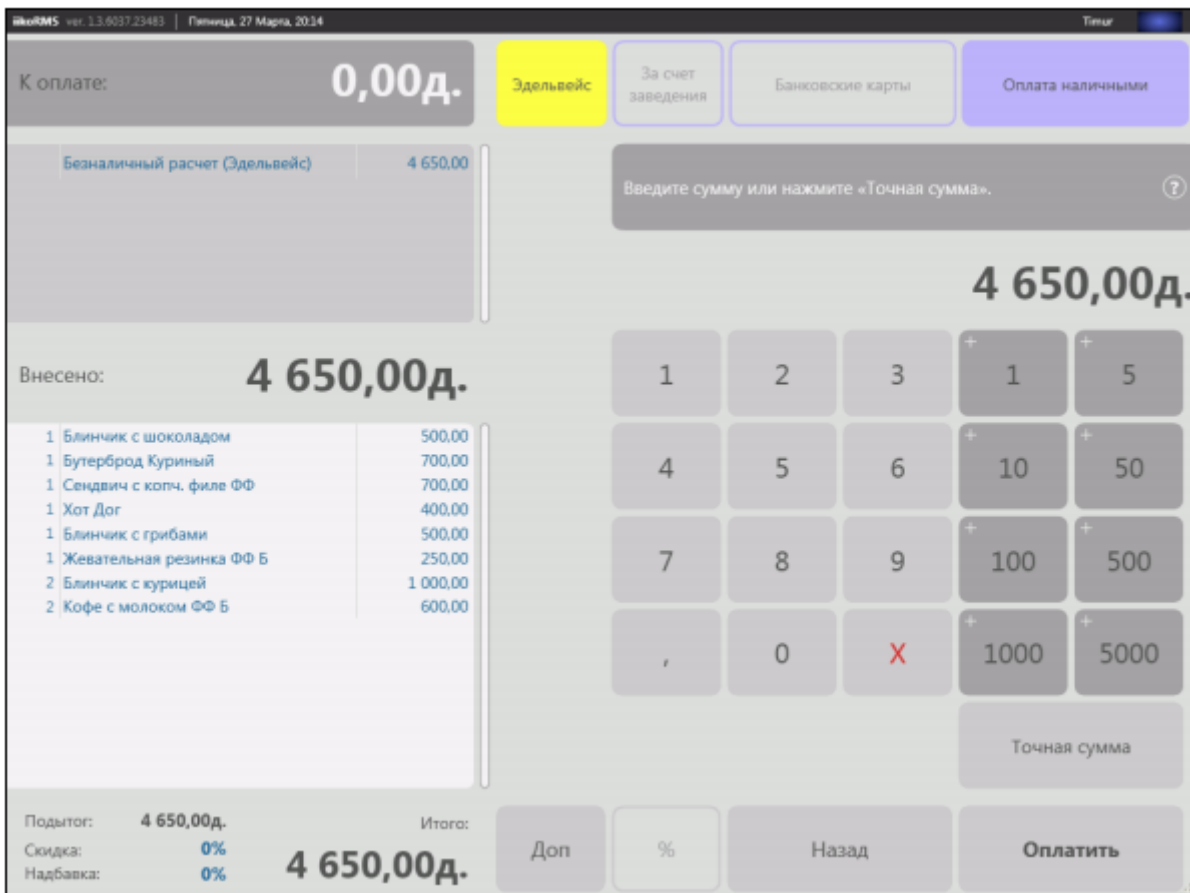 iikoRMS ver. 1.3.6037.23483 | Пятница, 27 Марта, 20:14 Timur
К оплате: 0,00д.
Эдельвейс
За счет
заведения
Банковские карты
Оплата наличными
Безналичный расчет (Эдельвейс) 4 650,00
Введите сумму или нажмите «Точная сумма». ?
4 650,00д.
Внесено: 4 650,00д.
1 2 3 +1 +5
4 5 6 +10 +50
7 8 9 +100 +500
, 0 X +1000 +5000
1 Блинчик с шоколадом 500,00
1 Бутерброд Куриный 700,00
1 Сендвич с копч. филе ФФ 700,00
1 Хот Дог 400,00
1 Блинчик с грибами 500,00
1 Жевательная резинка ФФ Б 250,00
2 Блинчик с курицей 1 000,00
2 Кофе с молоком ФФ Б 600,00
Точная сумма
Подытог: 4 650,00д.
Скидка: 0%
Надбавка: 0%
Итого:
4 650,00д.
Доп
%
Назад
Оплатить